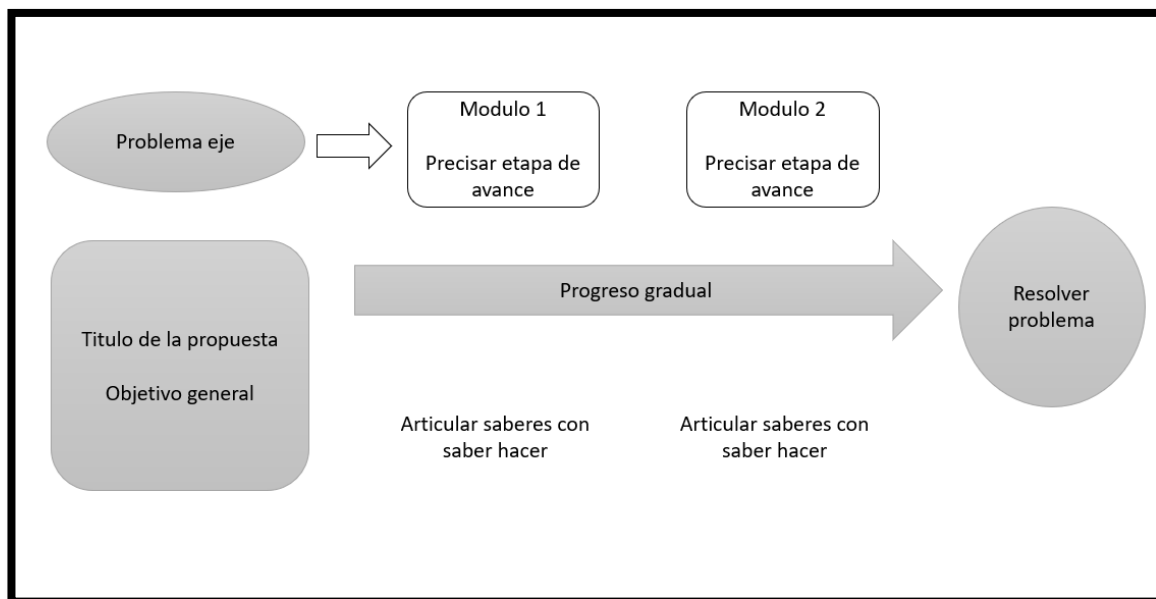 Problema eje
Modulo 1
Precisar etapa de
avance
Modulo 2
Precisar etapa de
avance
Titulo de la propuesta
Objetivo general
Progreso gradual
Resolver
problema
Articular saberes con
saber hacer
Articular saberes con
saber hacer